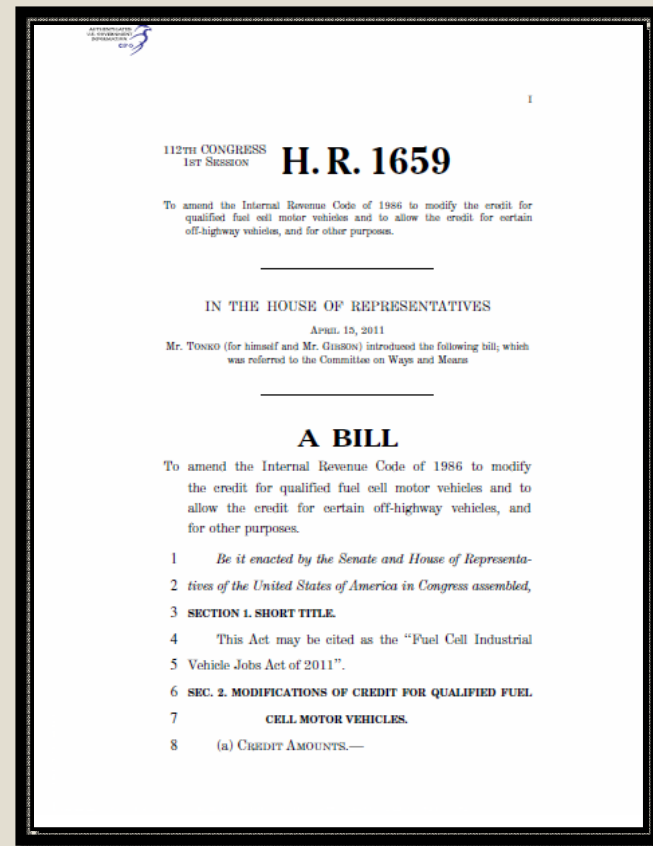 AUTHENTICATED
U.S. GOVERNMENT
INFORMATION
GPO
I
112TH CONGRESS
1ST SESSION
H. R. 1659
To amend the Internal Revenue Code of 1986 to modify the credit for
qualified fuel cell motor vehicles and to allow the credit for certain
off-highway vehicles, and for other purposes.
IN THE HOUSE OF REPRESENTATIVES
APRIL 15, 2011
Mr. TONKO (for himself and Mr. GIBSON) introduced the following bill; which
was referred to the Committee on Ways and Means
A BILL
To amend the Internal Revenue Code of 1986 to modify
the credit for qualified fuel cell motor vehicles and to
allow the credit for certain off-highway vehicles, and
for other purposes.
1 Be it enacted by the Senate and House of Representa-
2 tives of the United States of America in Congress assembled,
3 SECTION 1. SHORT TITLE.
4 This Act may be cited as the “Fuel Cell Industrial
5 Vehicle Jobs Act of 2011”.
6 SEC. 2. MODIFICATIONS OF CREDIT FOR QUALIFIED FUEL
7 CELL MOTOR VEHICLES.
8 (a) CREDIT AMOUNTS.—